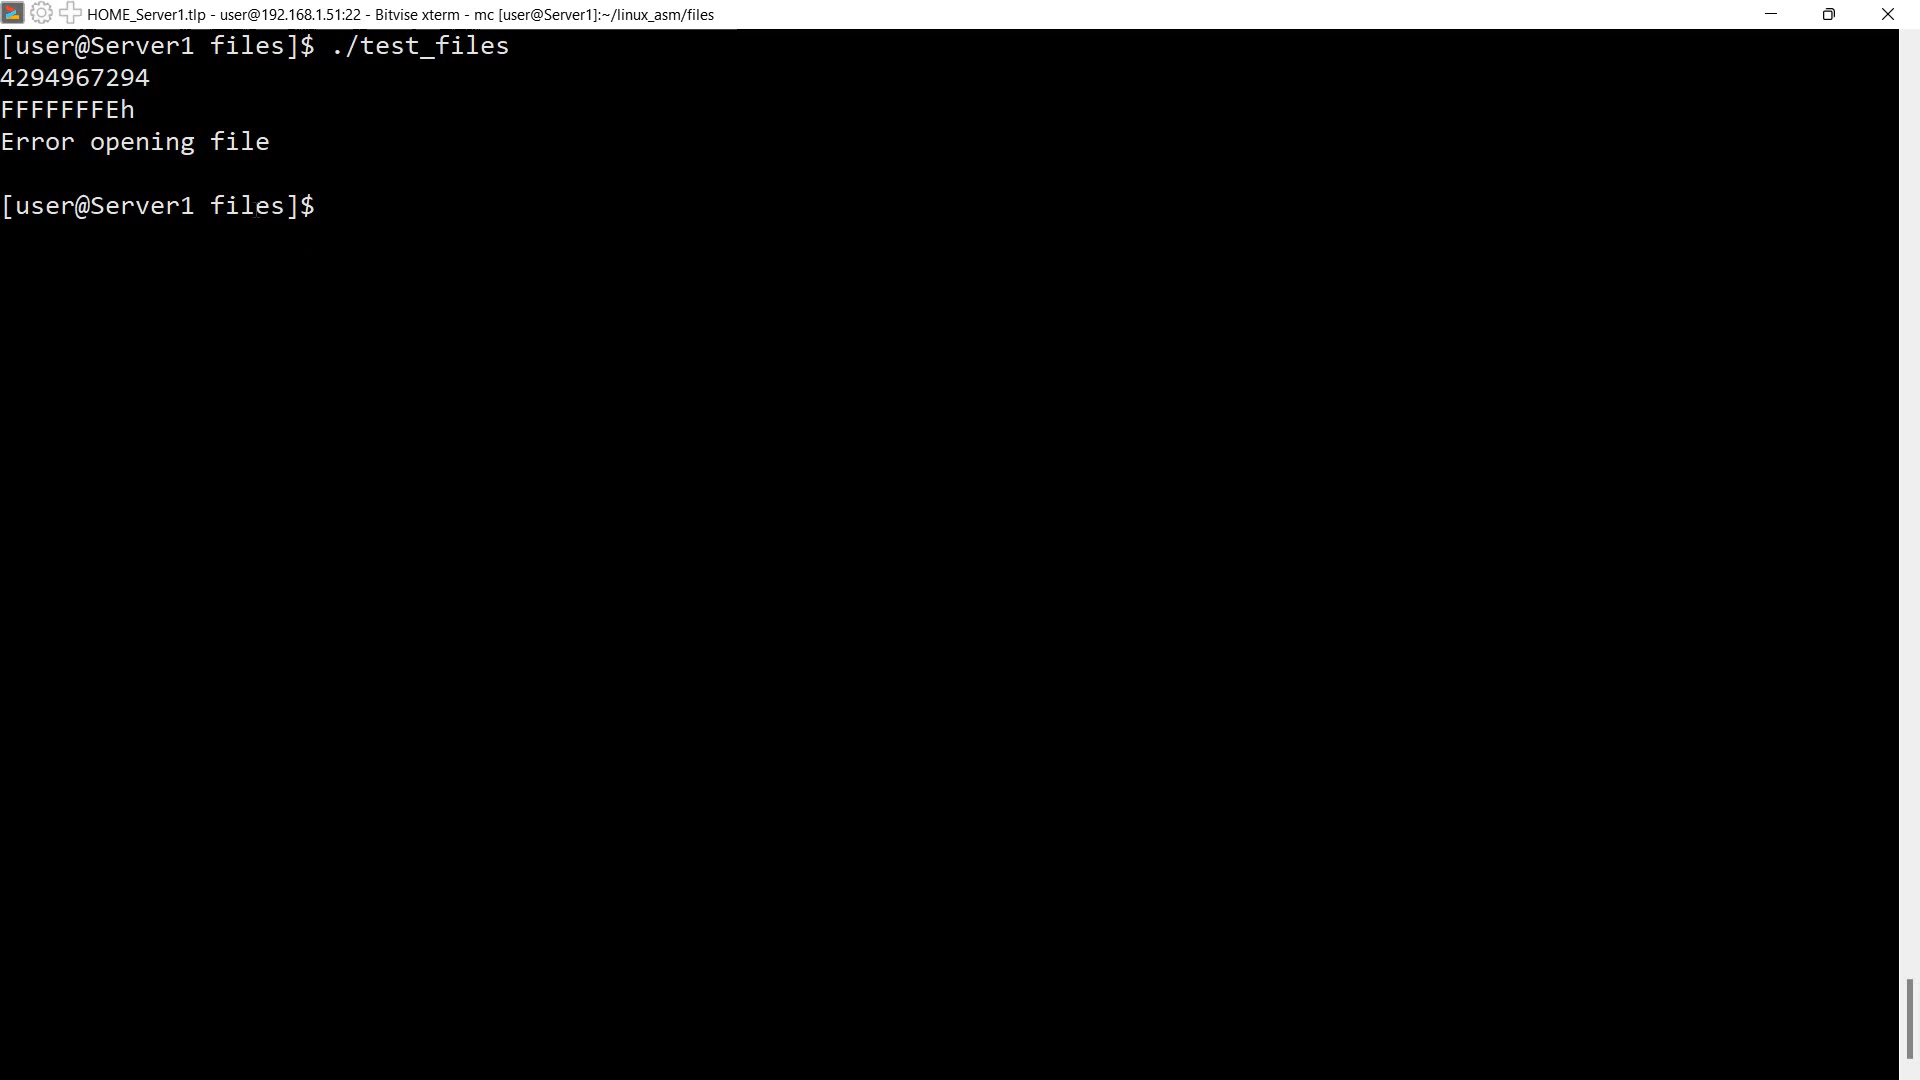 HOME_Server1.tlp - user@192.168.1.51:22 - Bitvise xterm - mc [user@Server1]:~/linux_asm/files
[user@Server1 files]$ ./test_files
4294967294
FFFFFFFEh
Error opening file
[user@Server1 files]$